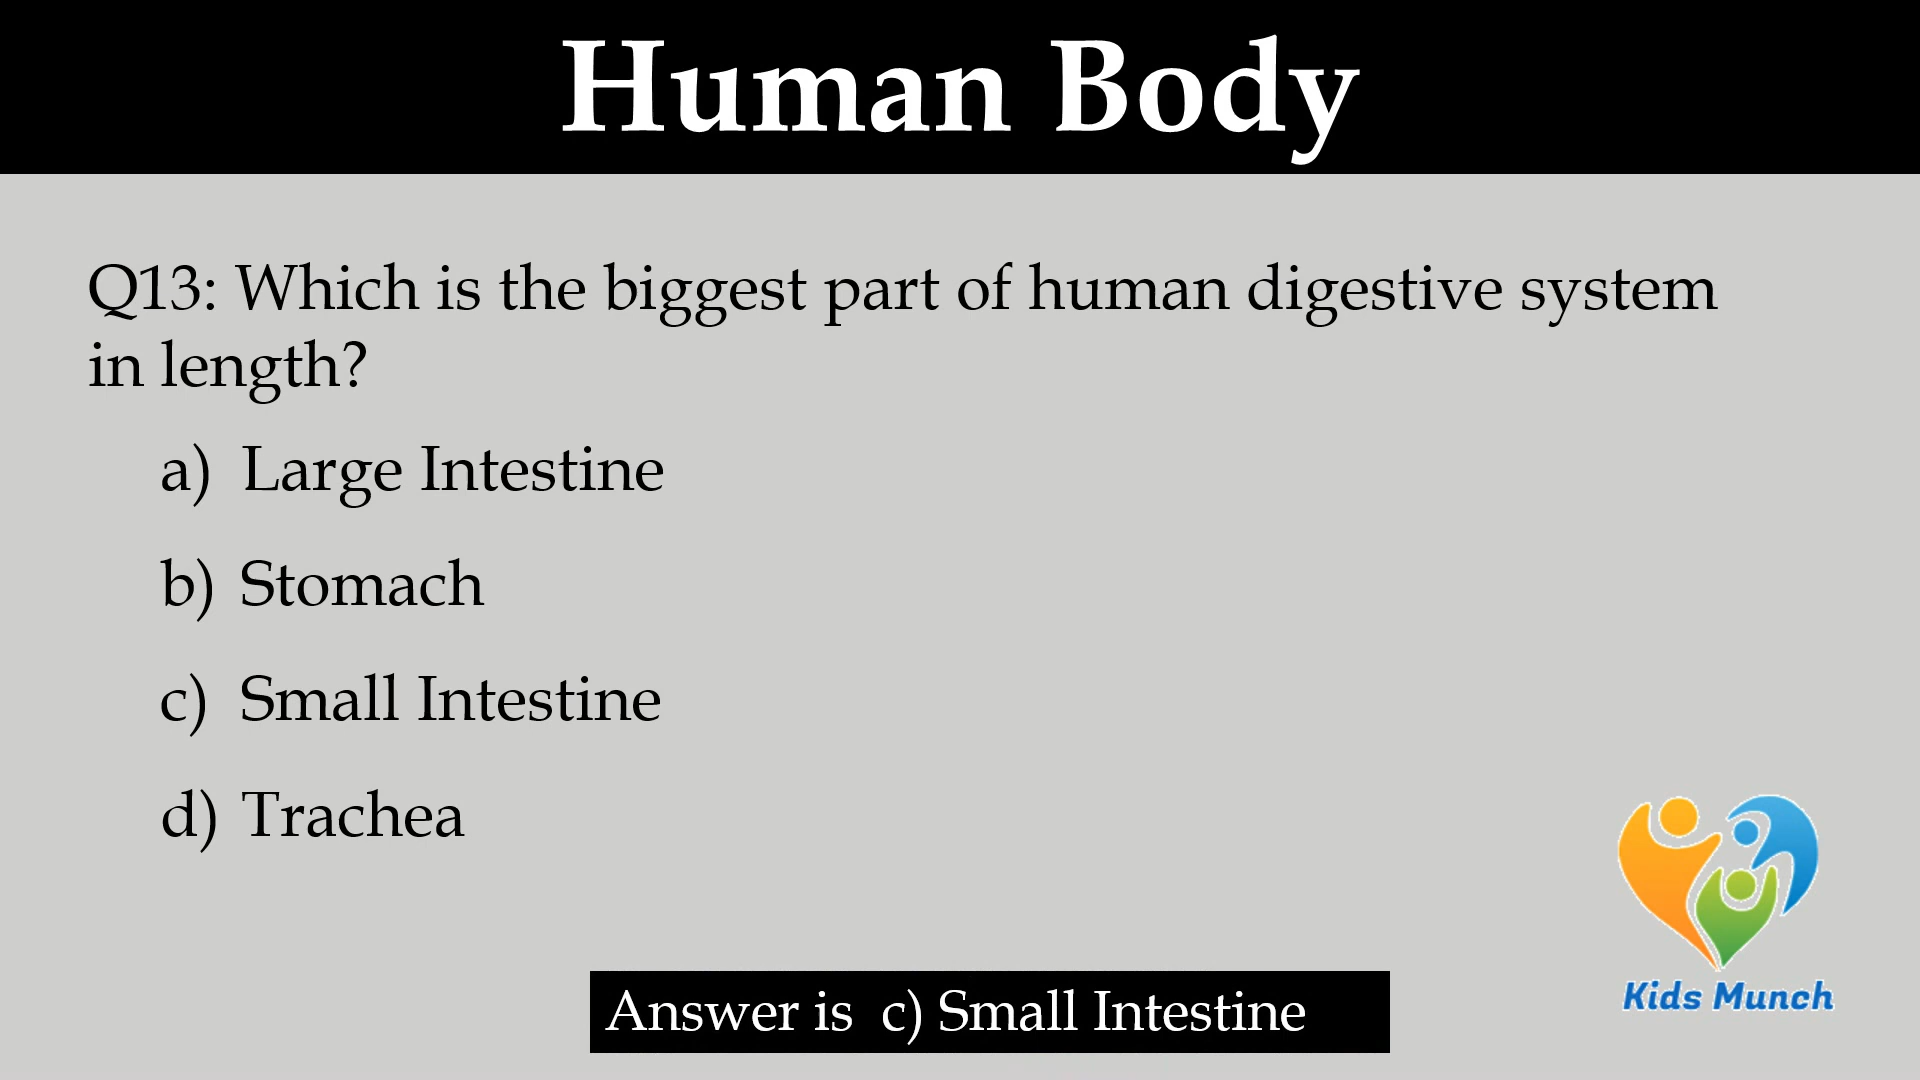 Human Body
Q13: Which is the biggest part of human digestive system
in length?
a) Large Intestine
b) Stomach
c) Small Intestine
d) Trachea
Kids Munch
Answer is c) Small Intestine